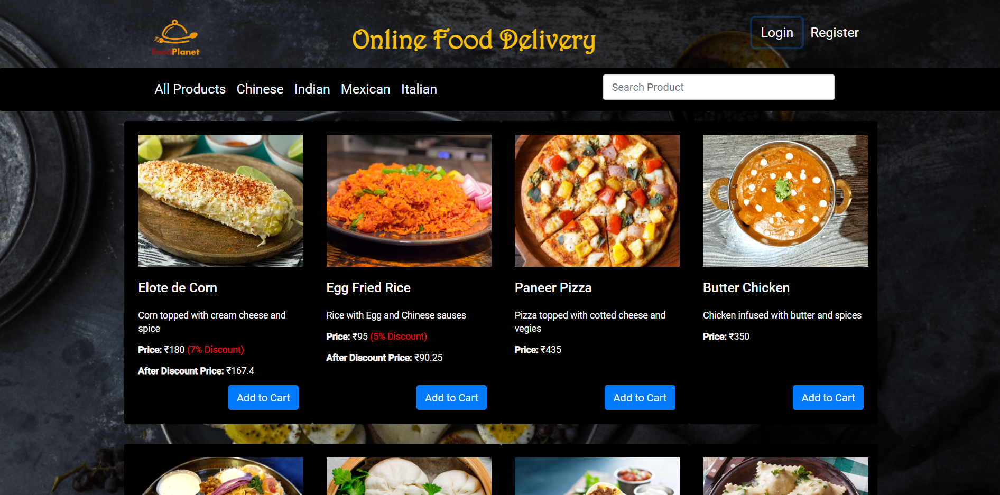 FoodPlanet
Online Food Delivery
Login Register
All Products Chinese Indian Mexican Italian
Search Product
Elote de Corn
Corn topped with cream cheese and
spice
Price: ₹180 (7% Discount)
After Discount Price: ₹167.4
Add to Cart
Egg Fried Rice
Rice with Egg and Chinese sauses
Price: ₹95 (5% Discount)
After Discount Price: ₹90.25
Add to Cart
Paneer Pizza
Pizza topped with cotted cheese and
vegies
Price: ₹435
Add to Cart
Butter Chicken
Chicken infused with butter and spices
Price: ₹350
Add to Cart